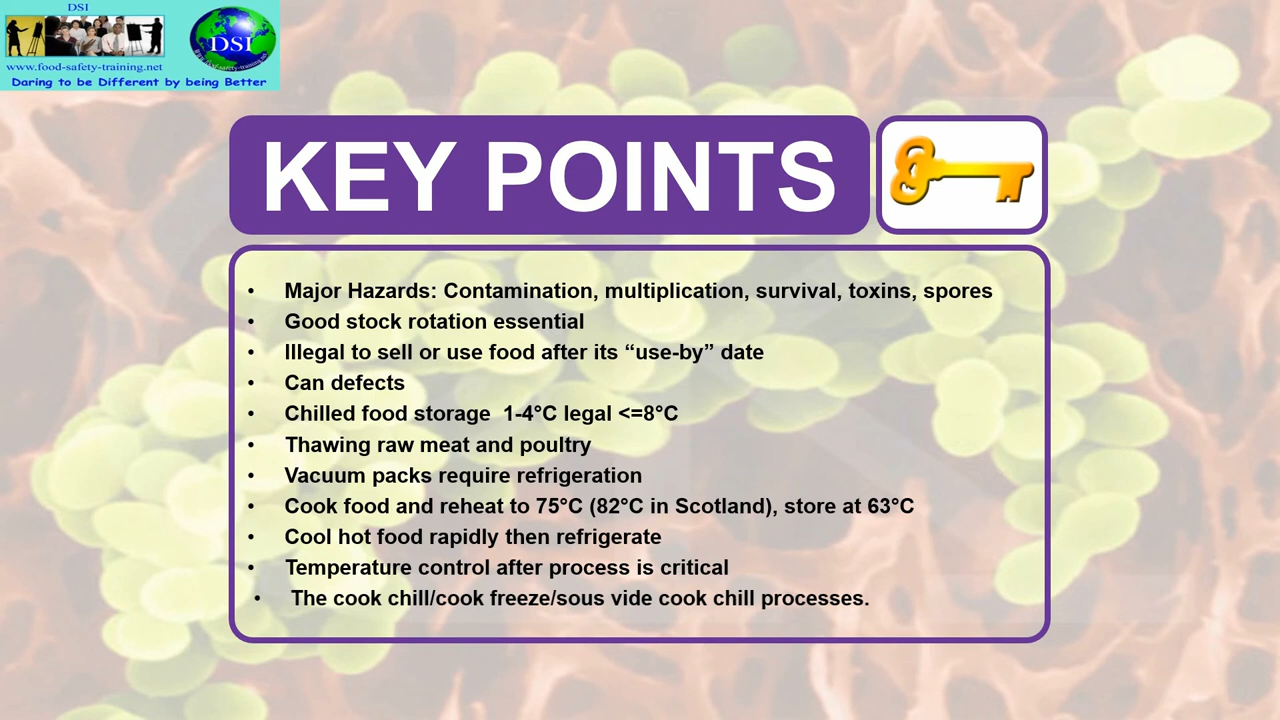 DSI
DSI
www.food-safety-training.net
Daring to be Different by being Better
KEY POINTS
• Major Hazards: Contamination, multiplication, survival, toxins, spores
• Good stock rotation essential
• Illegal to sell or use food after its “use-by” date
• Can defects
• Chilled food storage  1-4°C legal <=8°C
• Thawing raw meat and poultry
• Vacuum packs require refrigeration
• Cook food and reheat to 75°C (82°C in Scotland), store at 63°C
• Cool hot food rapidly then refrigerate
• Temperature control after process is critical
• The cook chill/cook freeze/sous vide cook chill processes.